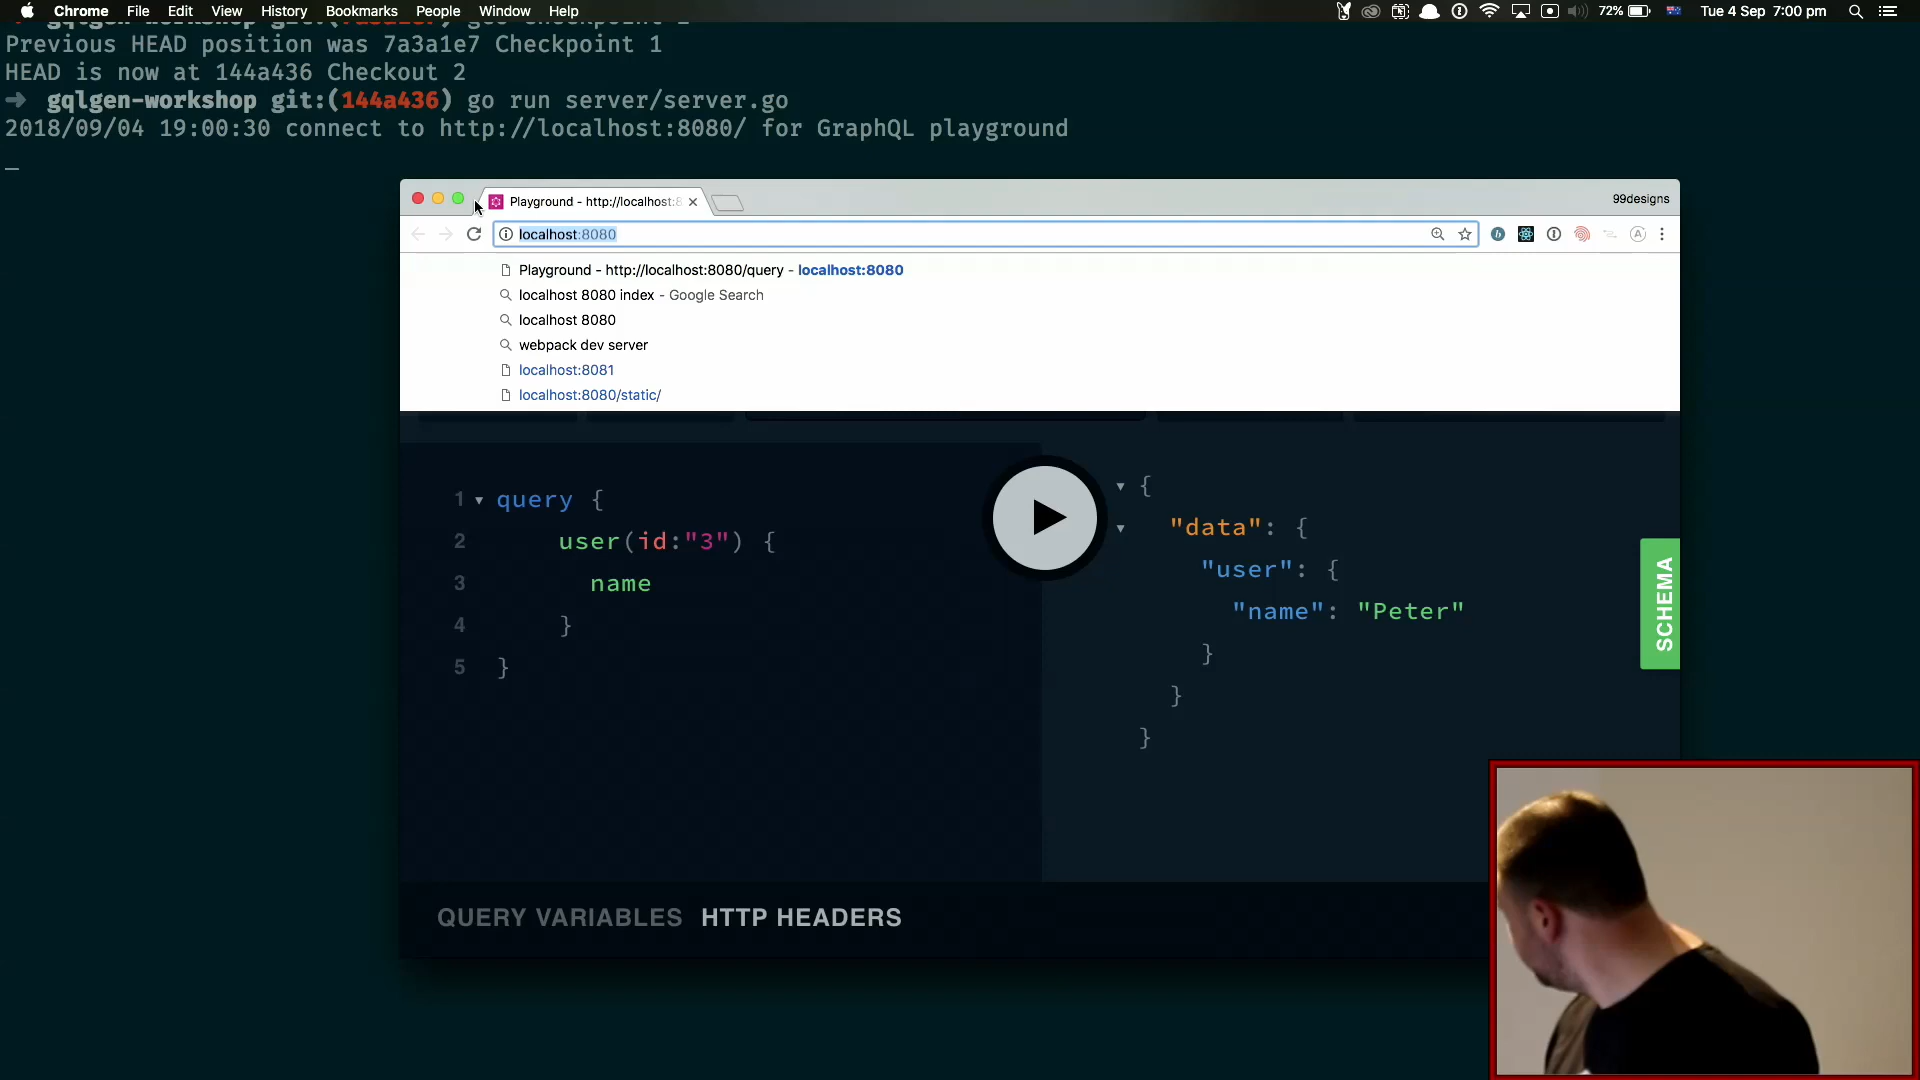 Chrome File Edit View History Bookmarks People Window Help 72% Tue 4 Sep 7:00 pm
Previous HEAD position was 7a3a1e7 Checkpoint 1
HEAD is now at 144a436 Checkout 2
➜ gqlgen-workshop git:(144a436) go run server/server.go
2018/09/04 19:00:30 connect to http://localhost:8080/ for GraphQL playground
Playground - http://localhost:8
99designs
localhost:8080
Playground - http://localhost:8080/query - localhost:8080
localhost 8080 index - Google Search
localhost 8080
webpack dev server
localhost:8081
localhost:8080/static/
1 query {
2 user(id:"3") {
3 name
4 }
5 }
{
"data": {
"user": {
"name": "Peter"
}
}
}
SCHEMA
QUERY VARIABLES HTTP HEADERS